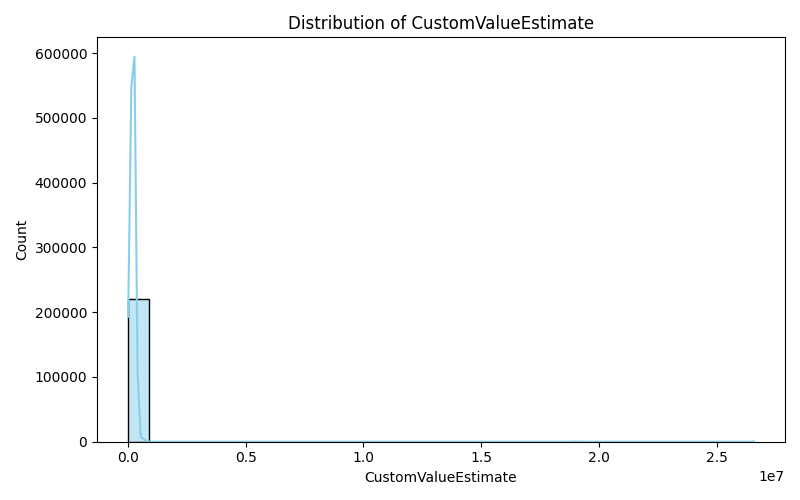 Distribution of CustomValueEstimate
600000
500000
400000
300000
200000
100000
0
Count
0.0 0.5 1.0 1.5 2.0 2.5
1e7
CustomValueEstimate